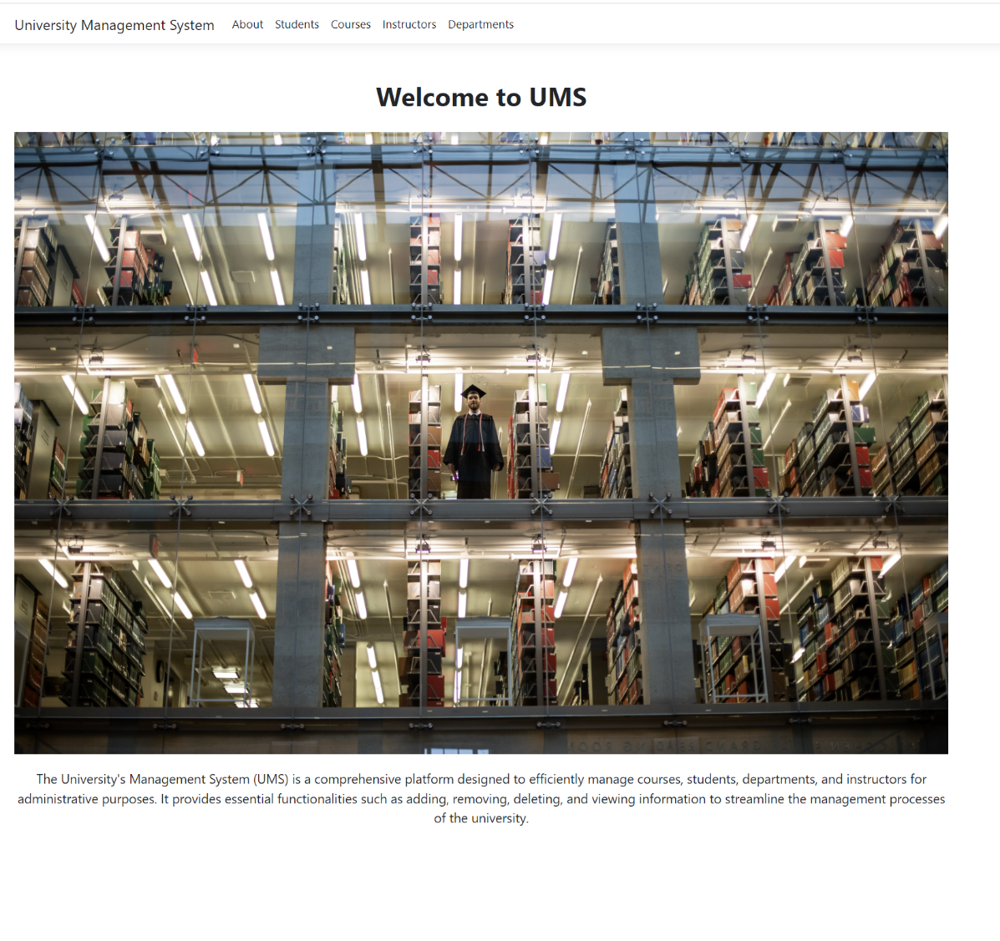 University Management System About Students Courses Instructors Departments
Welcome to UMS
The University's Management System (UMS) is a comprehensive platform designed to efficiently manage courses, students, departments, and instructors for
administrative purposes. It provides essential functionalities such as adding, removing, deleting, and viewing information to streamline the management processes
of the university.